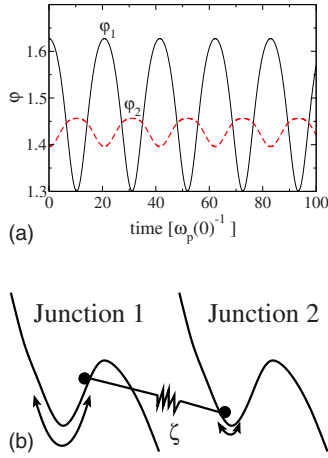 1.6
φ1
φ
1.5
φ2
1.4
1.3
0 20 40 60 80 100
(a)
time [ωp(0)-1 ]
Junction 1 Junction 2
ζ
(b)